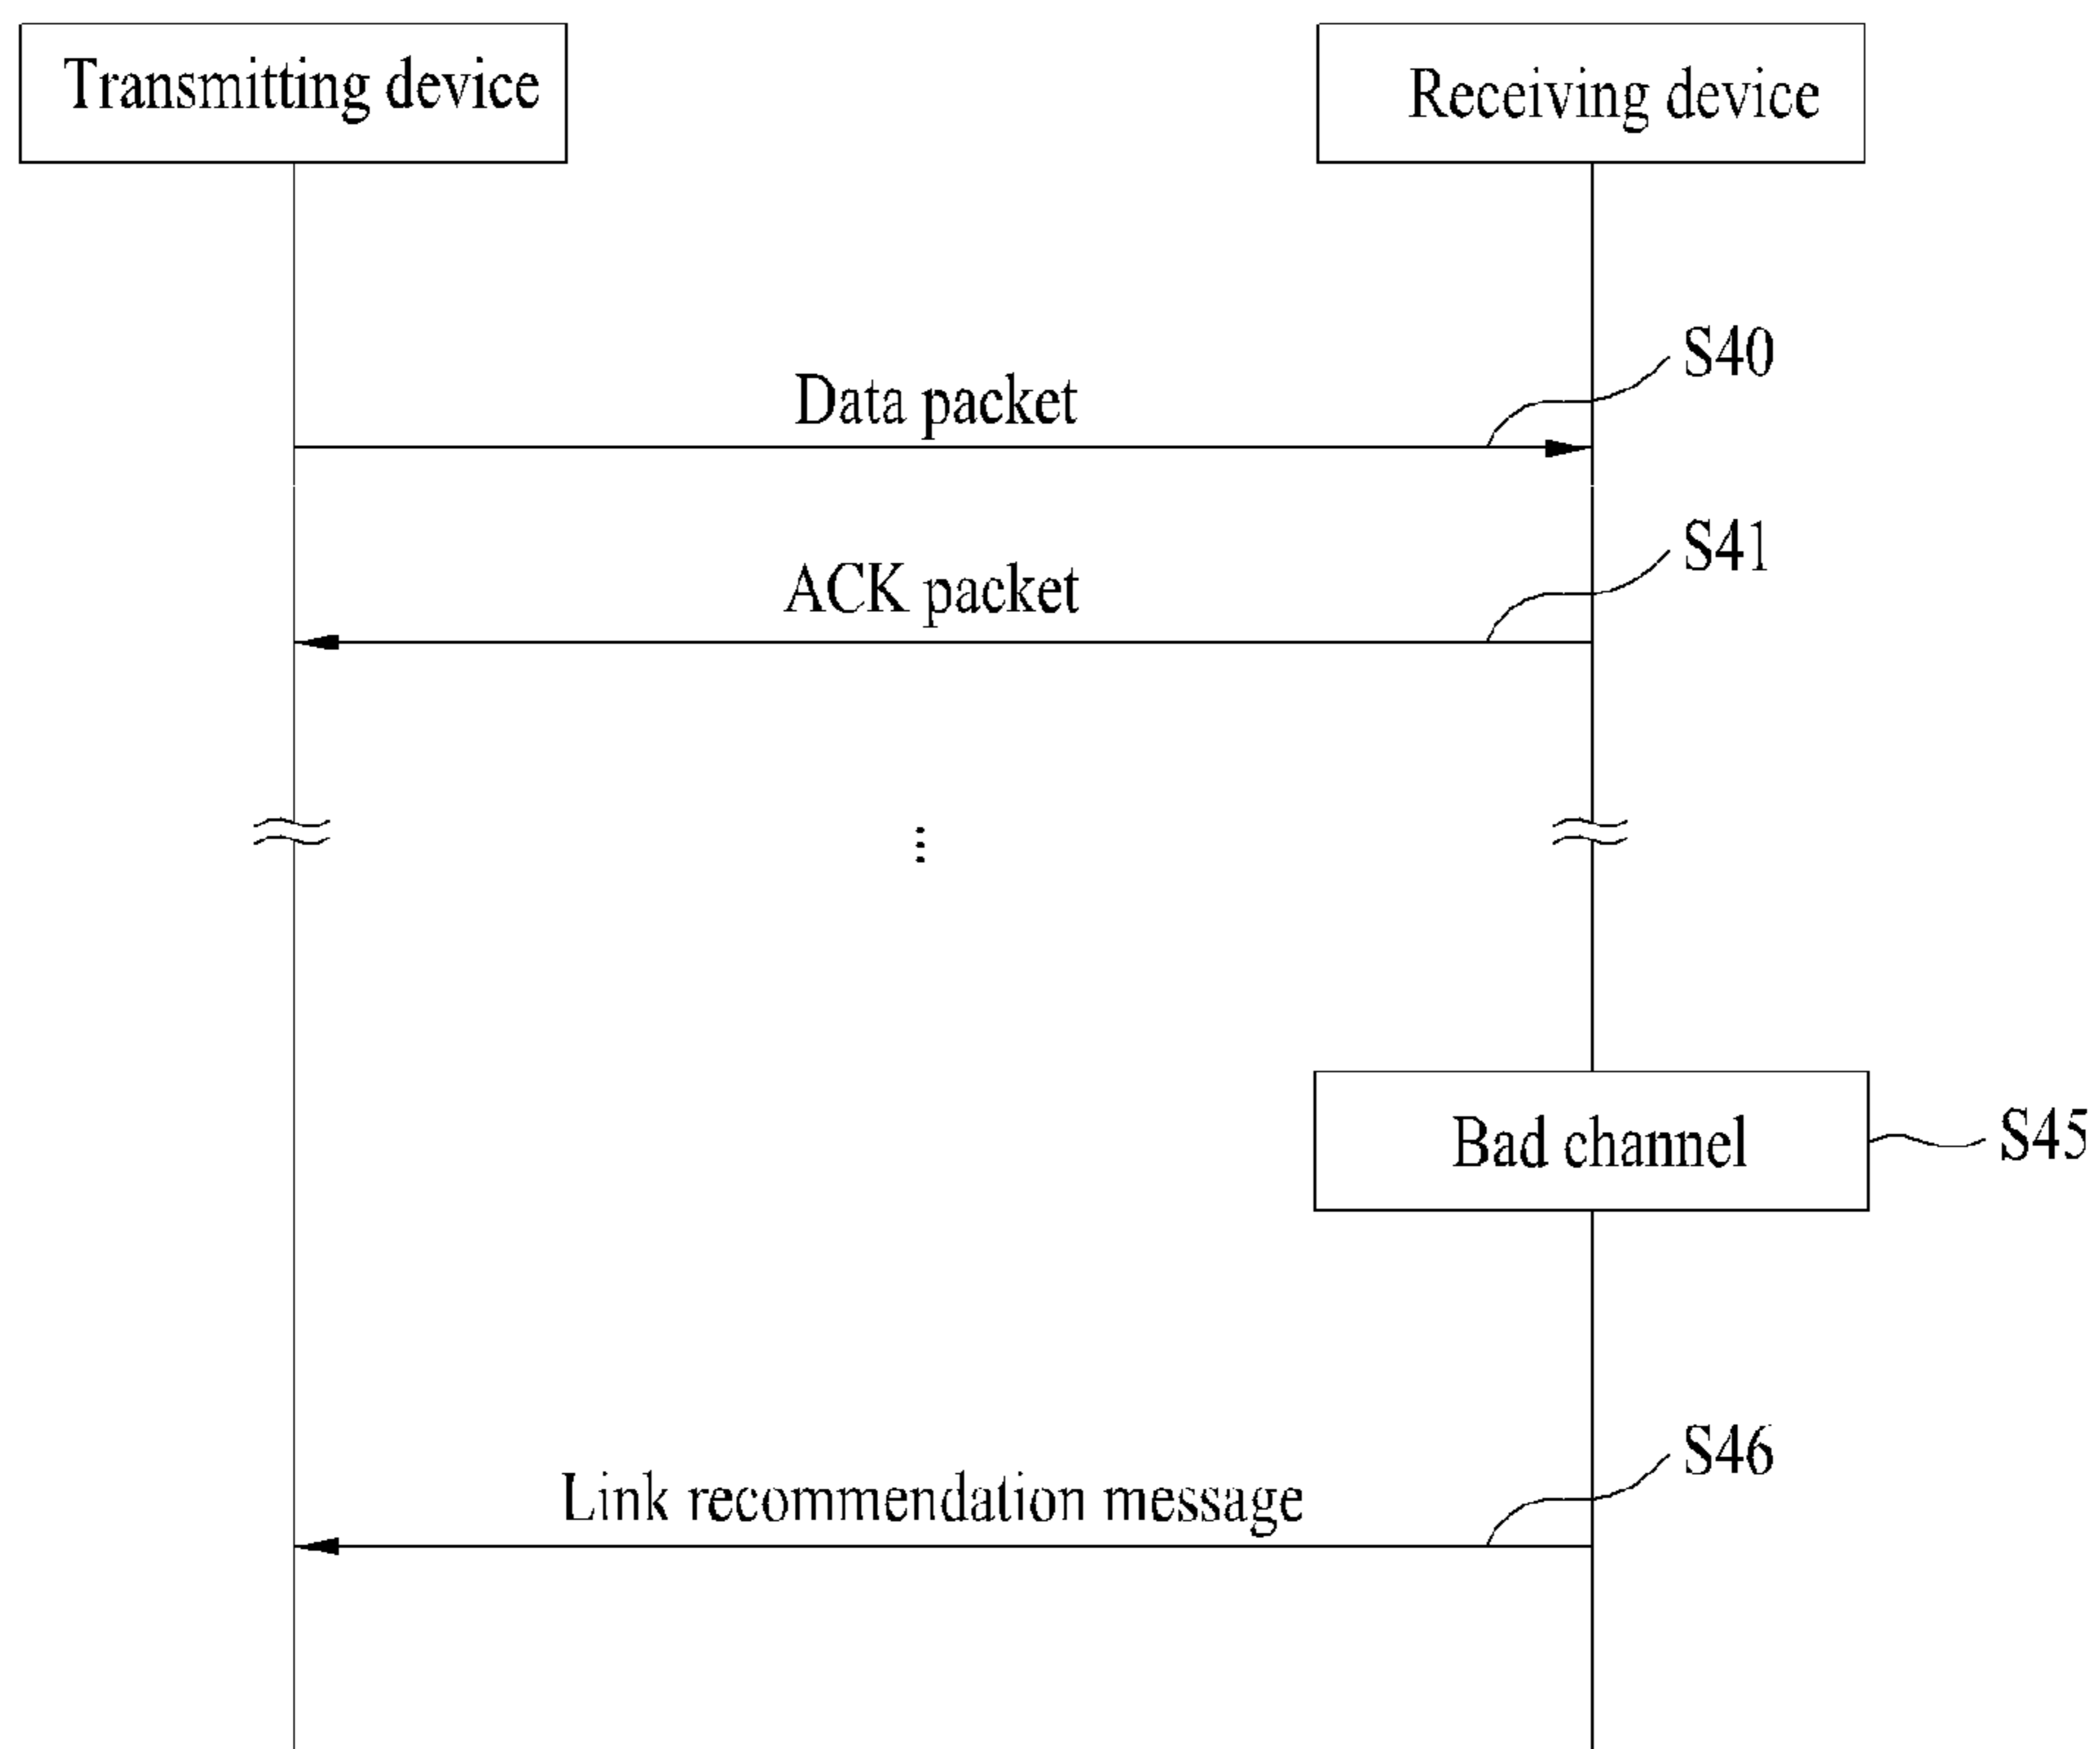 Transmitting device
Receiving device
S40
Data packet
S41
ACK packet
Bad channel
S45
S46
Link recommendation message